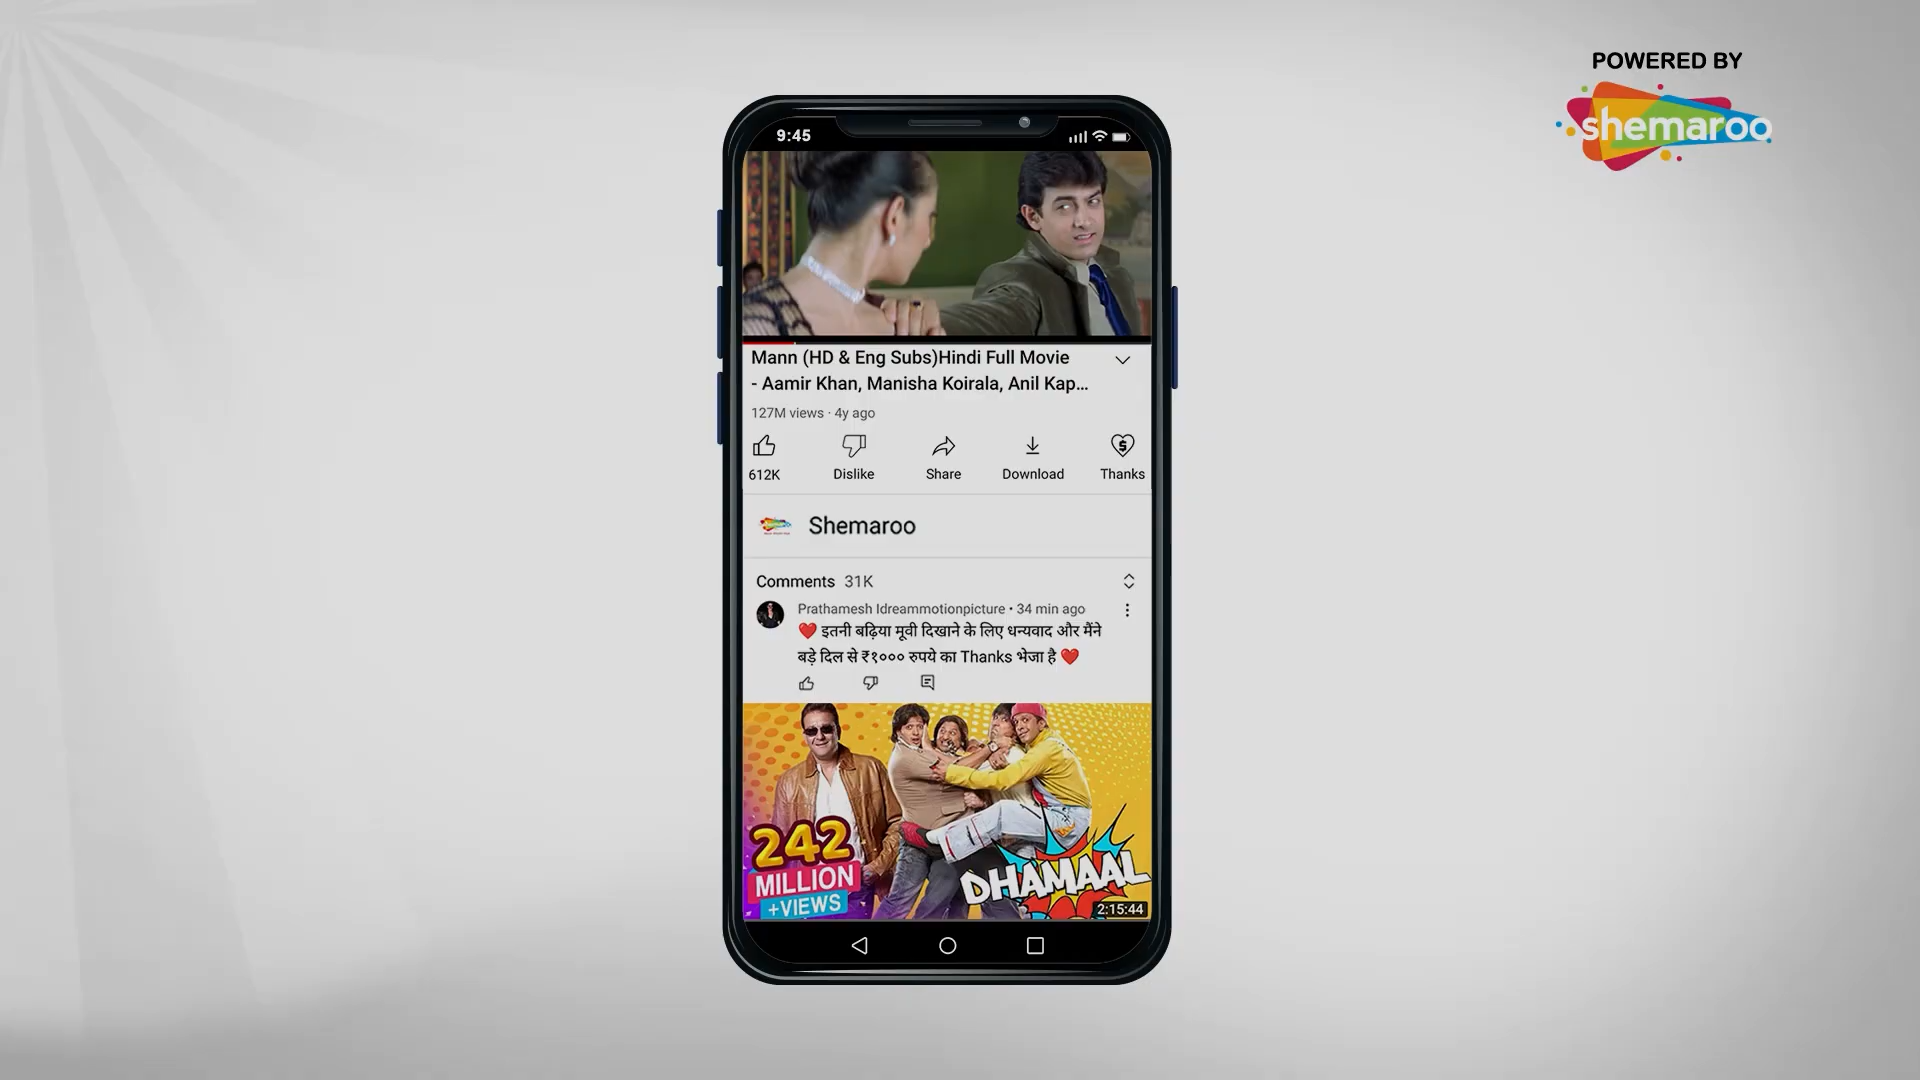 POWERED BY
shemaroo
9:45
Mann (HD & Eng Subs)Hindi Full Movie
- Aamir Khan, Manisha Koirala, Anil Kap...
127M views · 4y ago
612K
Dislike
Share
Download
Thanks
Shemaroo
Comments 31K
Prathamesh Idreammotionpicture • 34 min ago
❤️ इतनी बढ़िया मूवी दिखाने के लिए धन्यवाद और मैंने
बड़े दिल से ₹१००० रुपये का Thanks भेजा है ❤️
242
MILLION
+VIEWS
DHAMAAL
2:15:44